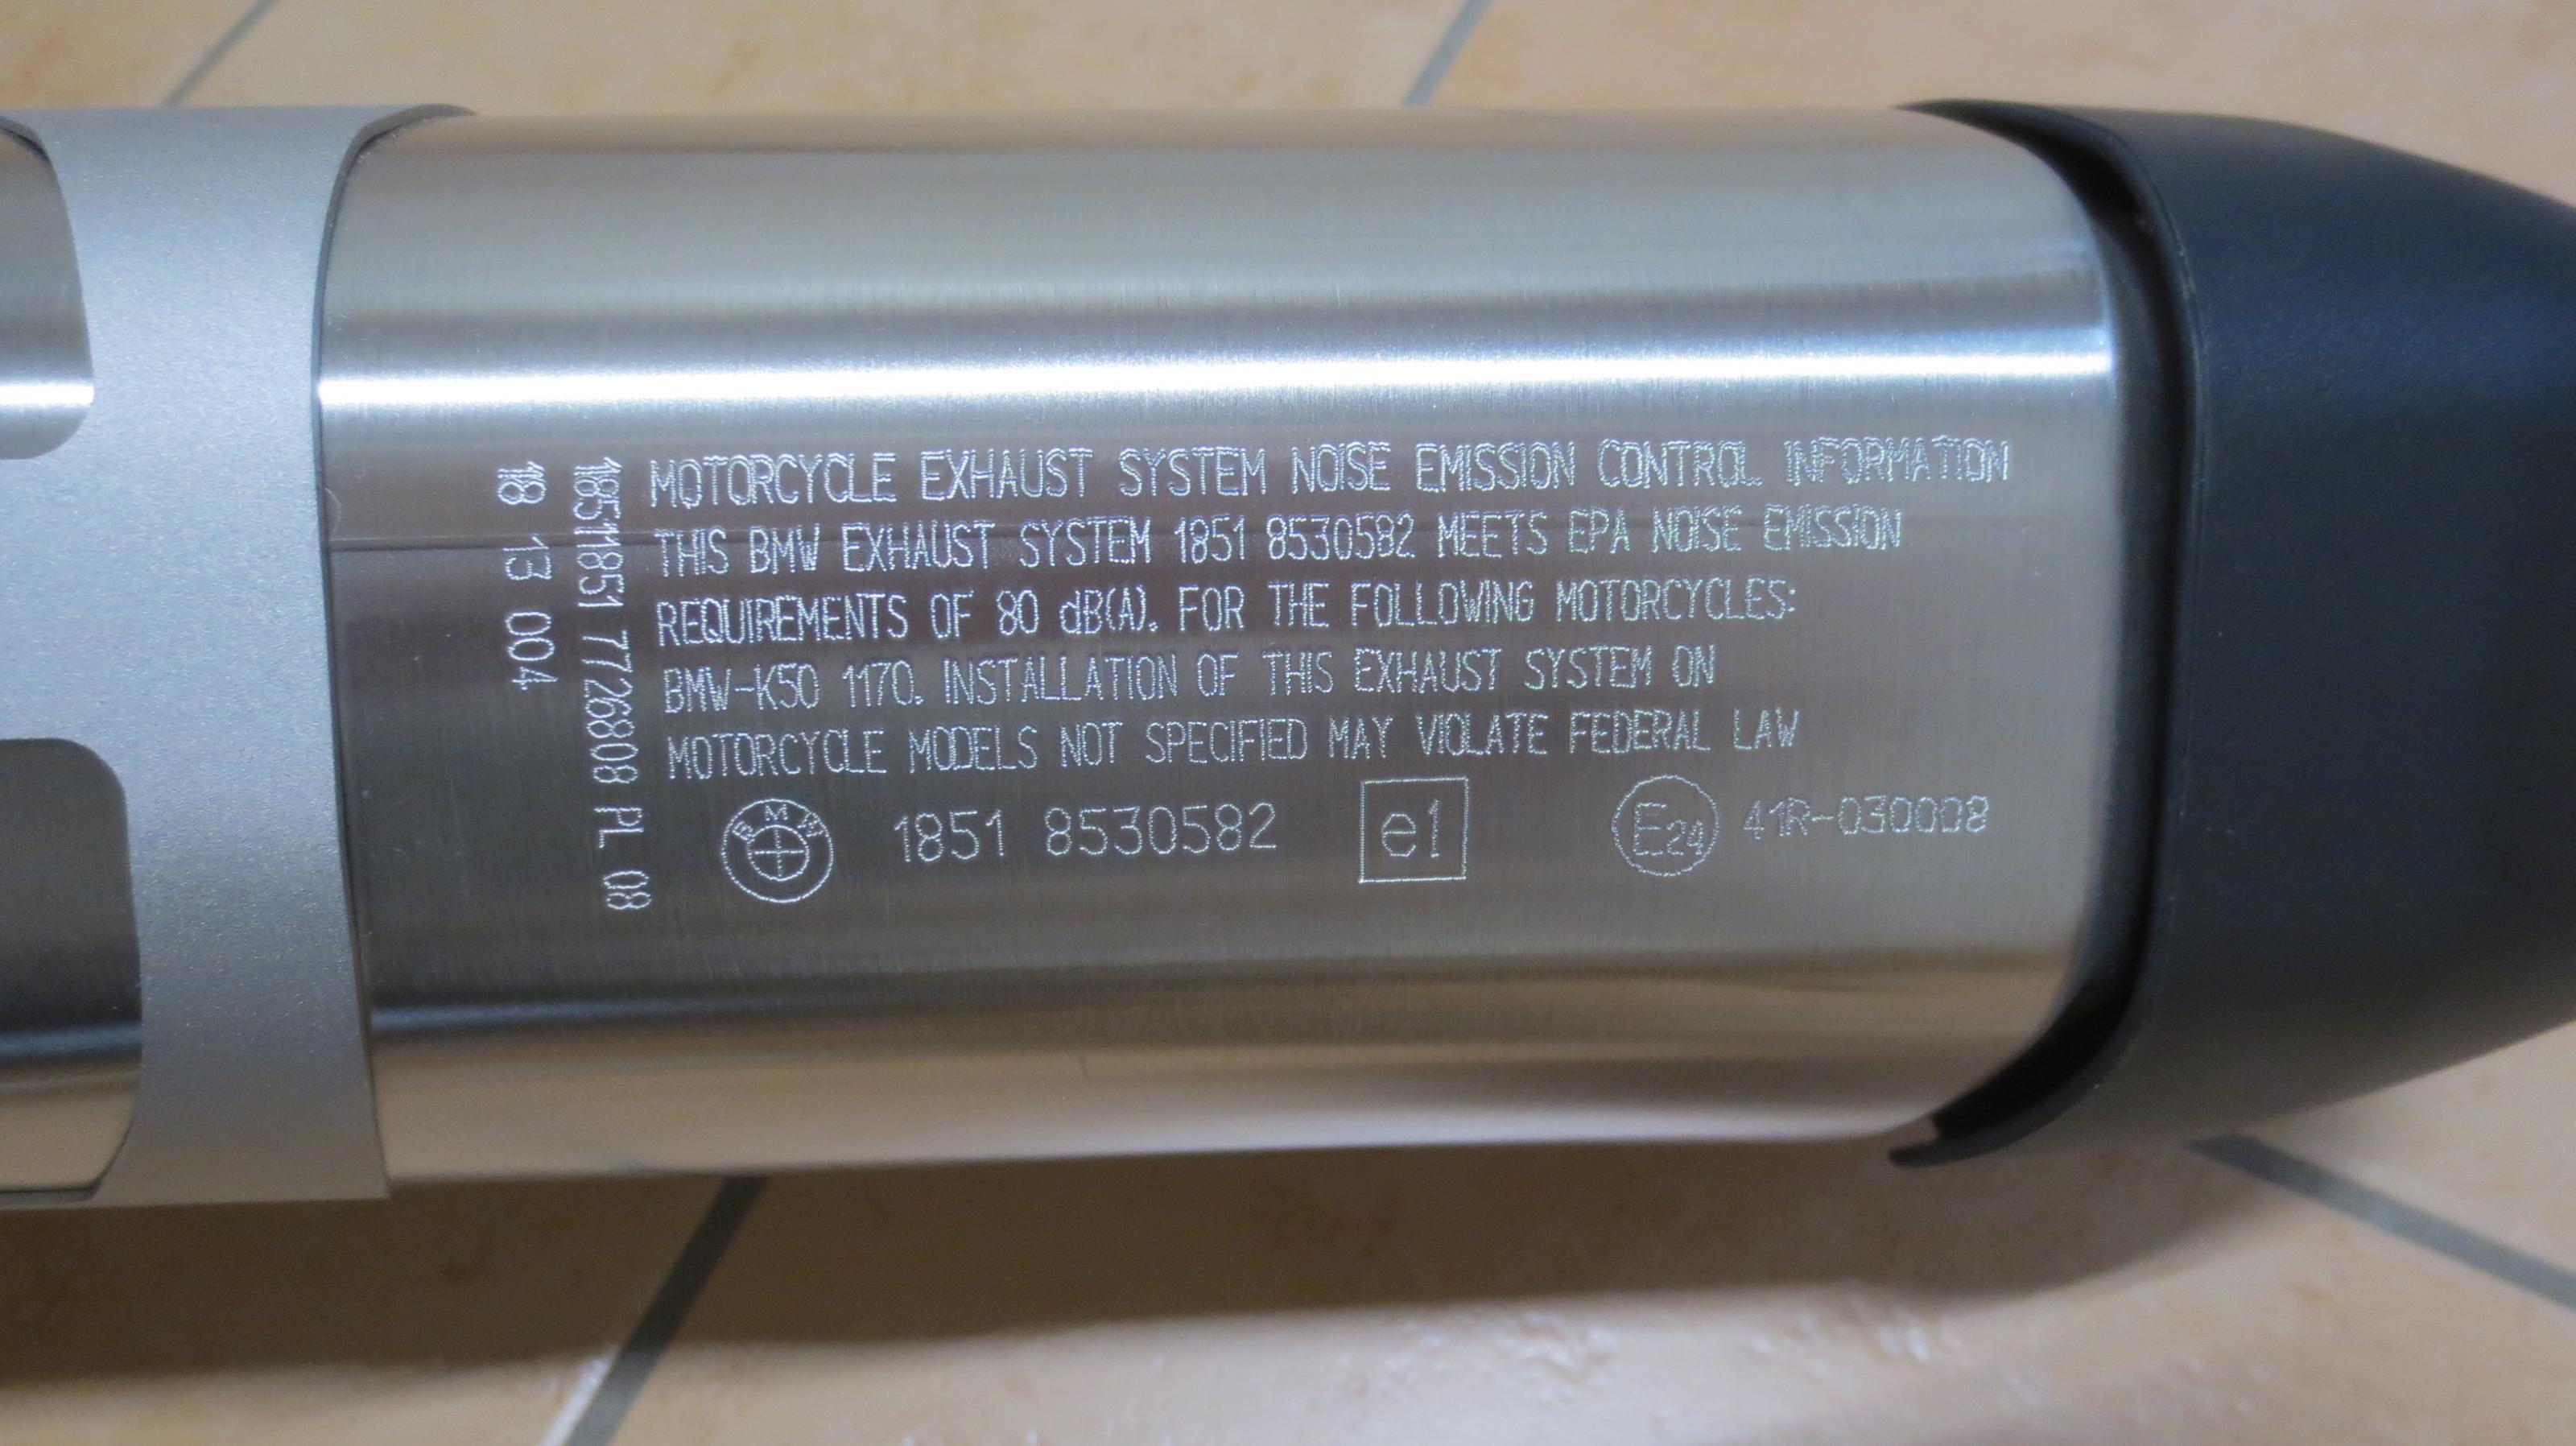 MOTORCYCLE EXHAUST SYSTEM NOISE EMISSION CONTROL INFORMATION
THIS BMW EXHAUST SYSTEM 1851 8530582 MEETS EPA NOISE EMISSION
REQUIREMENTS OF 80 dB(A). FOR THE FOLLOWING MOTORCYCLES:
BMW-K50 1170. INSTALLATION OF THIS EXHAUST SYSTEM ON
MOTORCYCLE MODELS NOT SPECIFIED MAY VIOLATE FEDERAL LAW
BMW 1851 8530582 e1 E24 41R-030008
18511851 7726808 PL 08
18 13 004